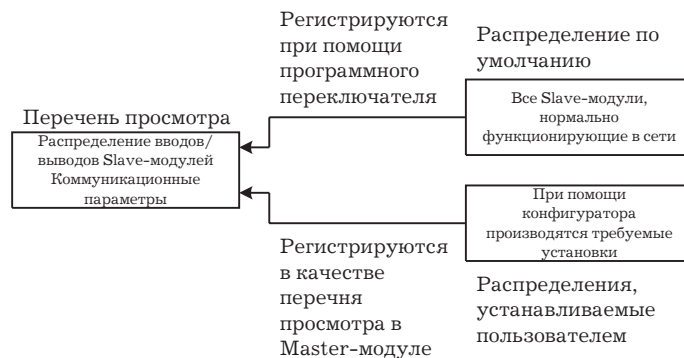 Регистрируются
при помощи
программного
переключателя
Распределение по
умолчанию
Все Slave-модули,
нормально
функционирующие в сети
Перечень просмотра
Распределение вводов/
выводов Slave-модулей
Коммуникационные
параметры
При помощи
конфигуратора
производятся требуемые
установки
Регистрируются
в качестве
перечня
просмотра в
Master-модуле
Распределения,
устанавливаемые
пользователем